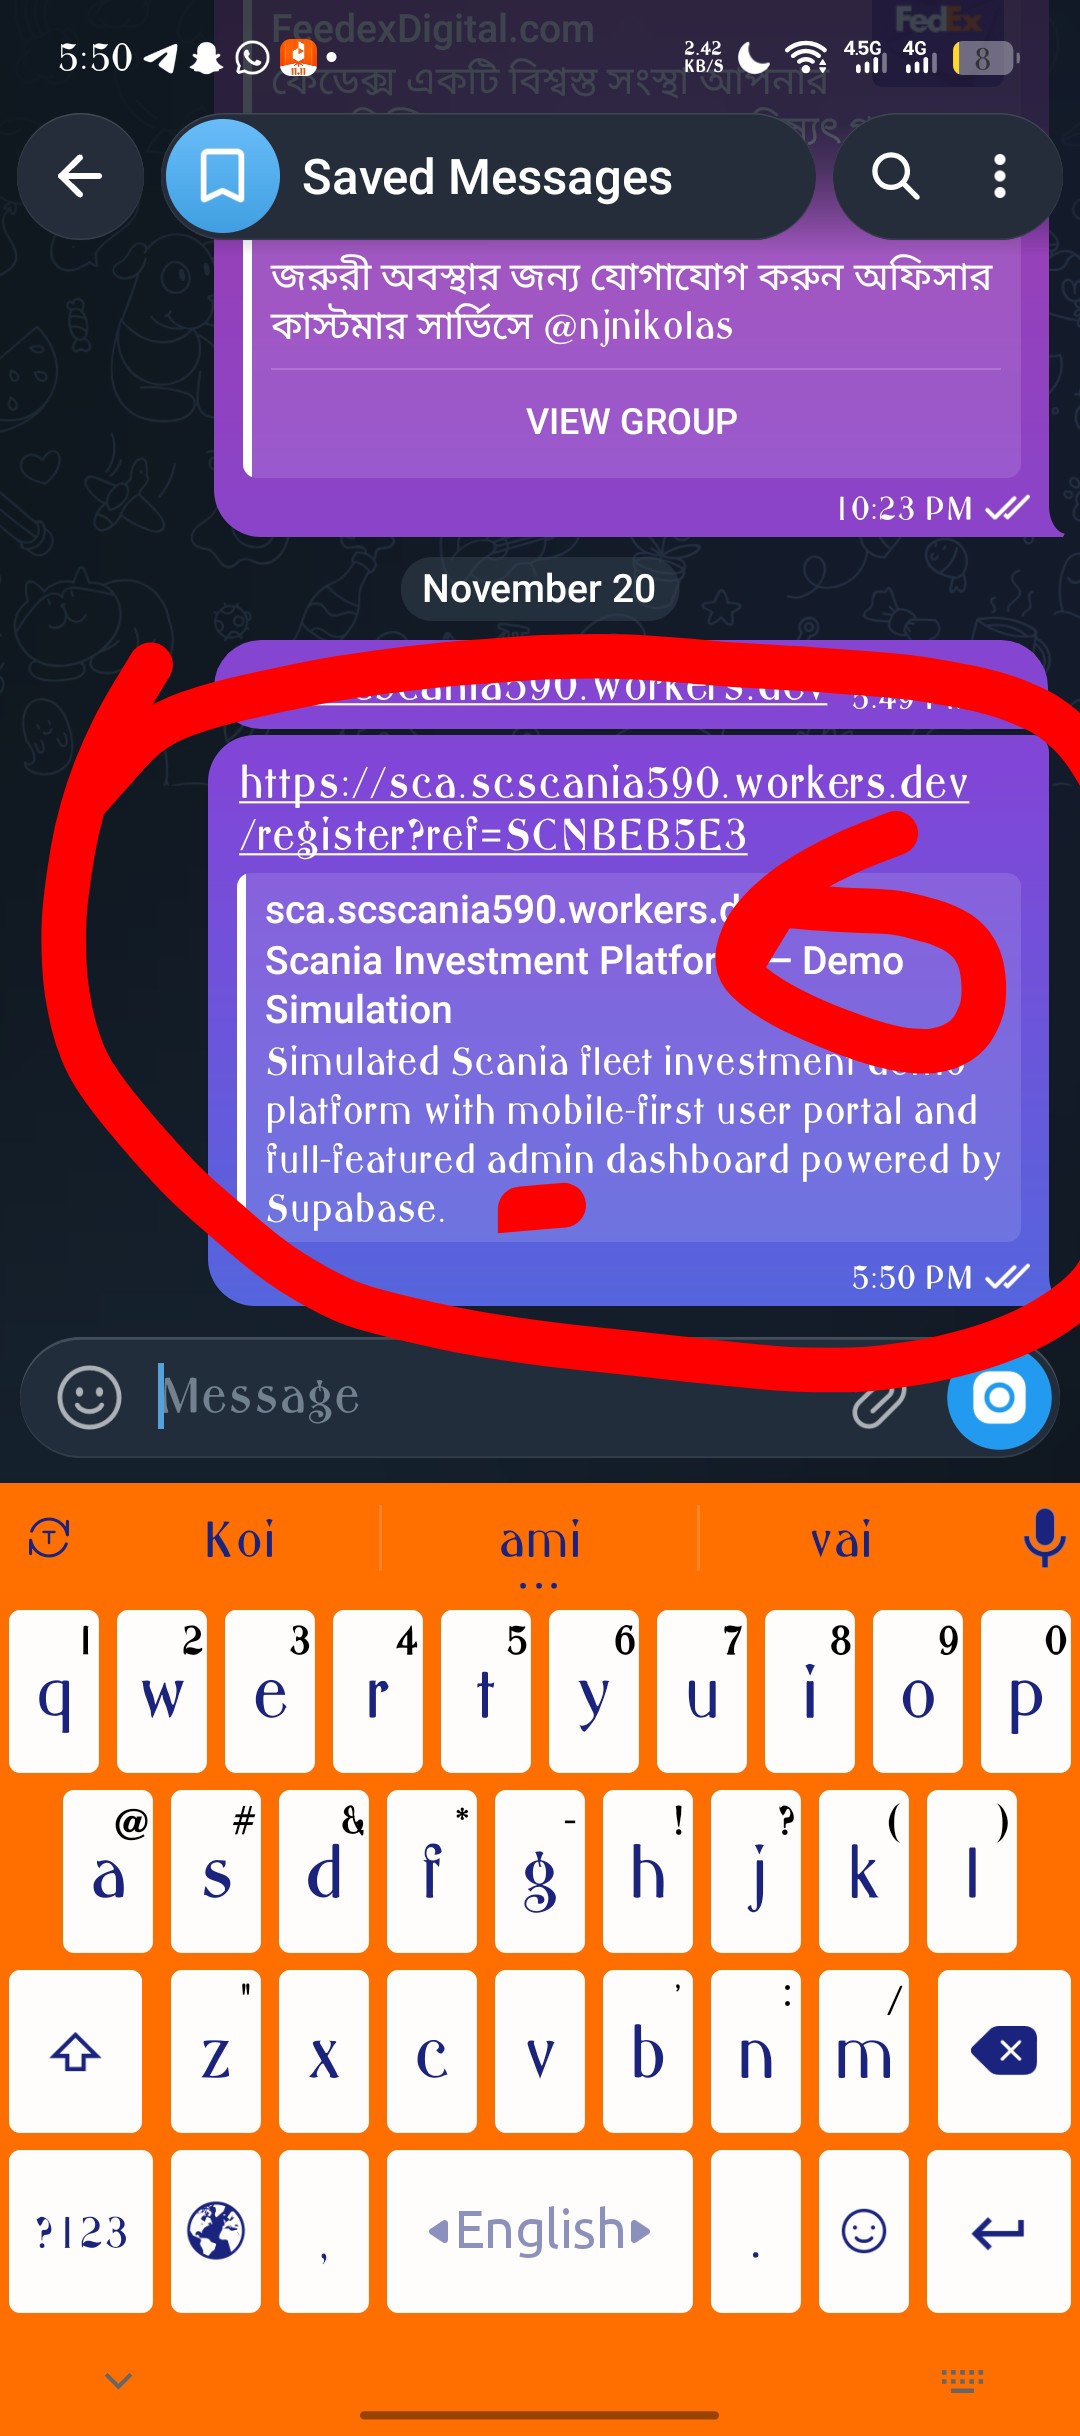 FeedexDigital.com
FedEx
5:50
2.42
KB/S
4.5G
4G
8
ফেডেক্স একটি বিশ্বস্ত সংস্থা আপনার
Saved Messages
জরুরী অবস্থার জন্য যোগাযোগ করুন অফিসার
কাস্টমার সার্ভিসে @njnikolas
VIEW GROUP
10:23 PM
November 20
https://sca.scscania590.workers.dev
/register?ref=SCNBEB5E3
Scania Investment – Demo
Simulation
Simulated Scania fleet investment demo
platform with mobile-first user portal and
full-featured admin dashboard powered by
Supabase.
5:50 PM
Message
Koi ami vai
...
1 2 3 4 5 6 7 8 9 0
q w e r t y u i o p
@ # & * - ! ? ( )
a s d f g h j k l
" ' : /
z x c v b n m
?123 , English .